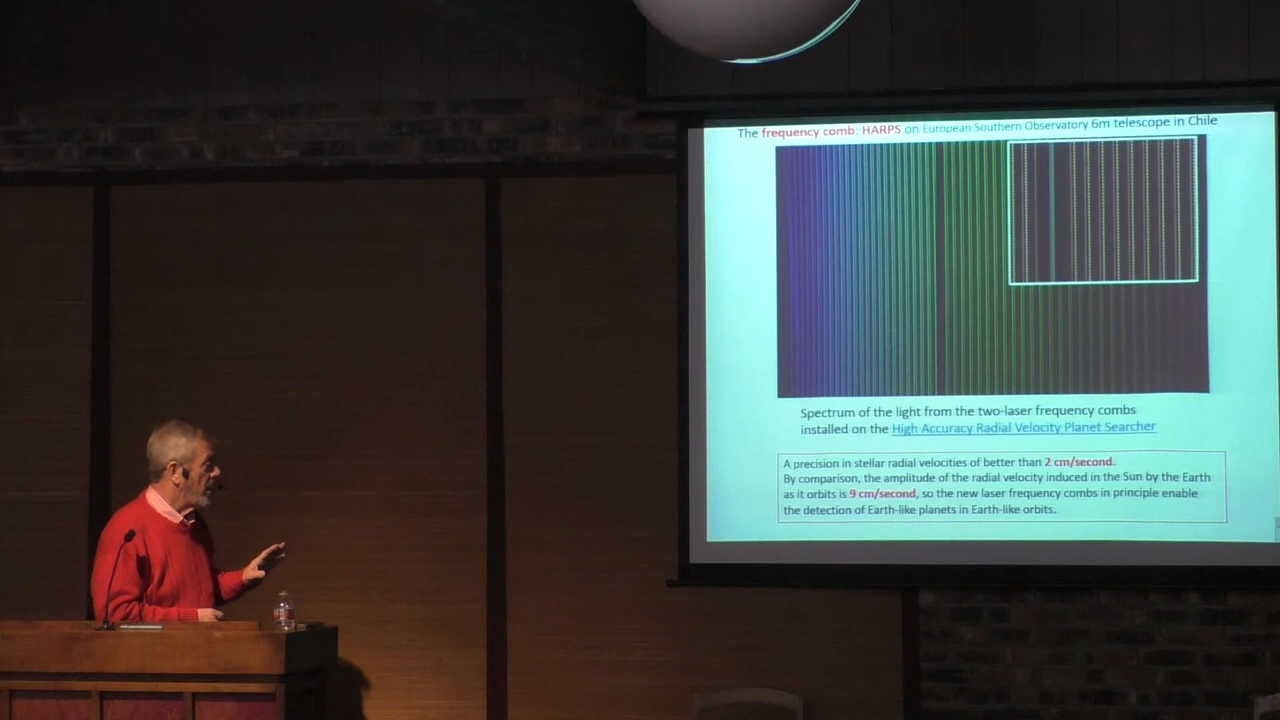 The frequency comb: HARPS on European Southern Observatory 6m telescope in Chile
Spectrum of the light from the two-laser frequency combs
installed on the High Accuracy Radial Velocity Planet Searcher
A precision in stellar radial velocities of better than 2 cm/second.
By comparison, the amplitude of the radial velocity induced in the Sun by the Earth
as it orbits is 9 cm/second, so the new laser frequency combs in principle enable
the detection of Earth-like planets in Earth-like orbits.